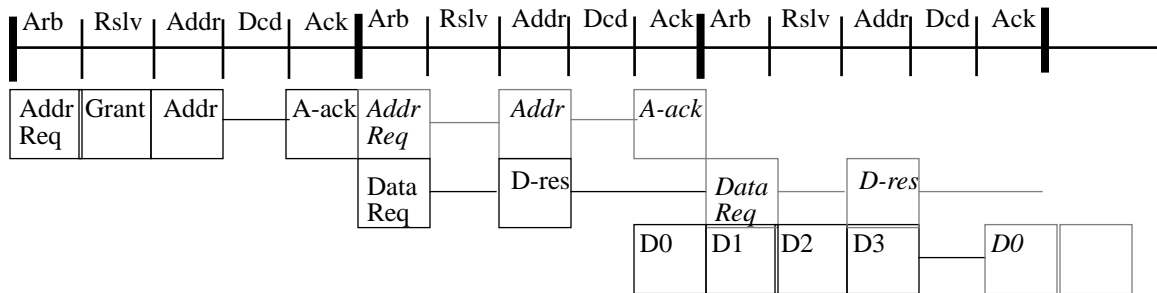 Arb Rslv Addr Dcd Ack Arb Rslv Addr Dcd Ack Arb Rslv Addr Dcd Ack
Addr Grant Addr A-ack Addr Addr A-ack
Req Req
Data D-res Data D-res
Req Req
D0 D1 D2 D3 D0